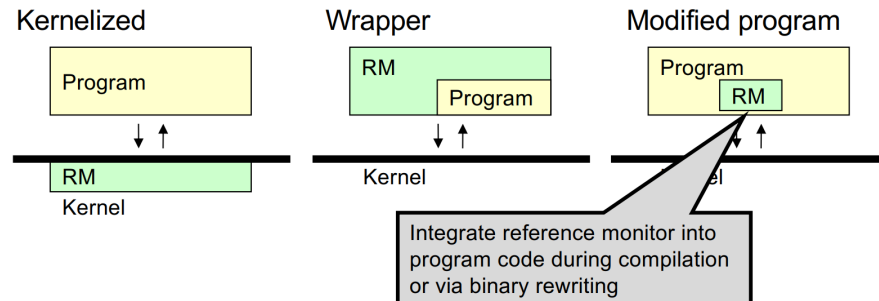 Kernelized
Program
RM
Kernel
Wrapper
RM
Program
Kernel
Modified program
Program
RM
Integrate reference monitor into
program code during compilation
or via binary rewriting